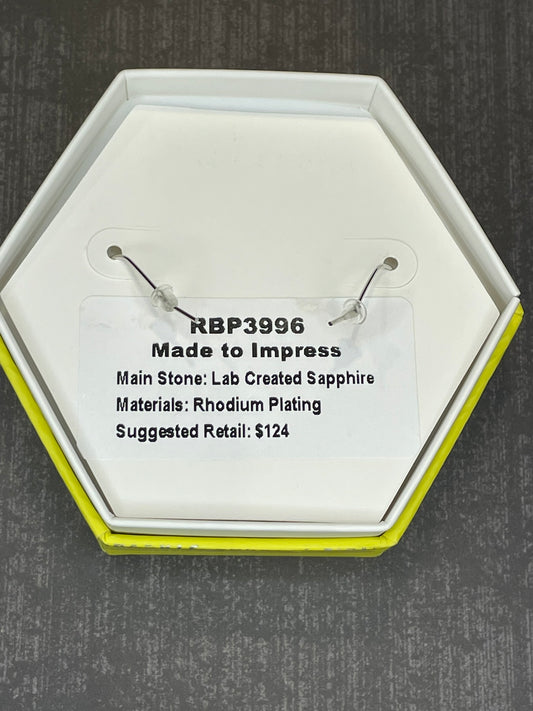 RBP3996
Made to Impress
Main Stone: Lab Created Sapphire
Materials: Rhodium Plating
Suggested Retail: $124